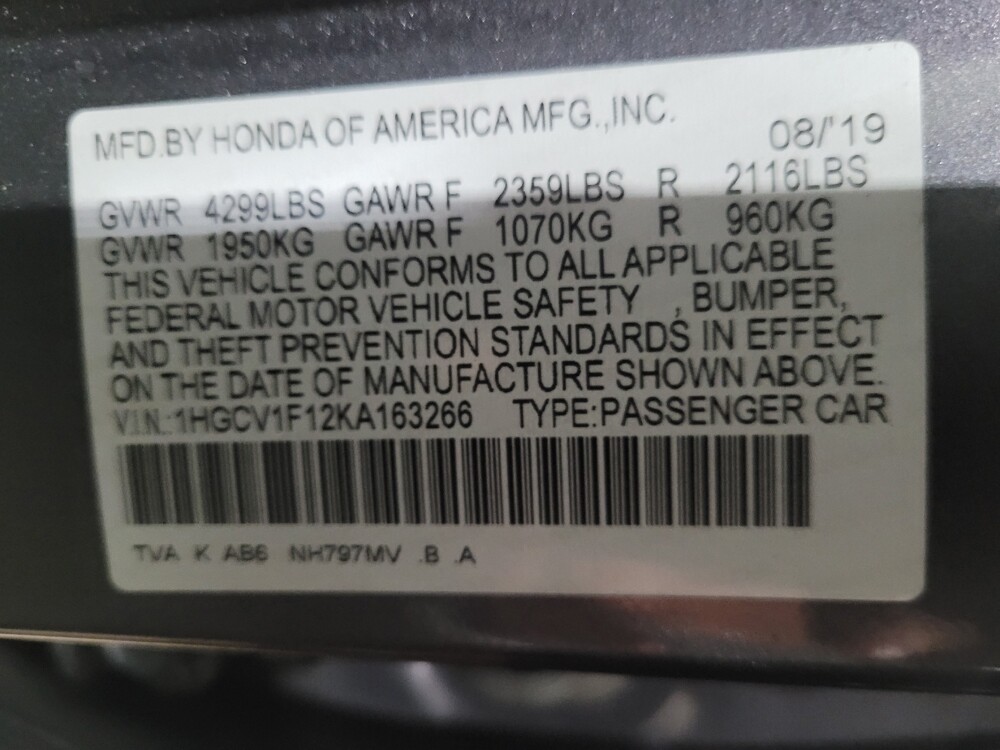 MFD.BY HONDA OF AMERICA MFG.,INC. 08/'19
GVWR 4299LBS GAWR F 2359LBS R 2116LBS
GVWR 1950KG GAWR F 1070KG R 960KG
THIS VEHICLE CONFORMS TO ALL APPLICABLE
FEDERAL MOTOR VEHICLE SAFETY , BUMPER,
AND THEFT PREVENTION STANDARDS IN EFFECT
ON THE DATE OF MANUFACTURE SHOWN ABOVE.
V.I.N.:1HGCV1F12KA163266 TYPE:PASSENGER CAR
TVA K AB6 NH797MV .B .A